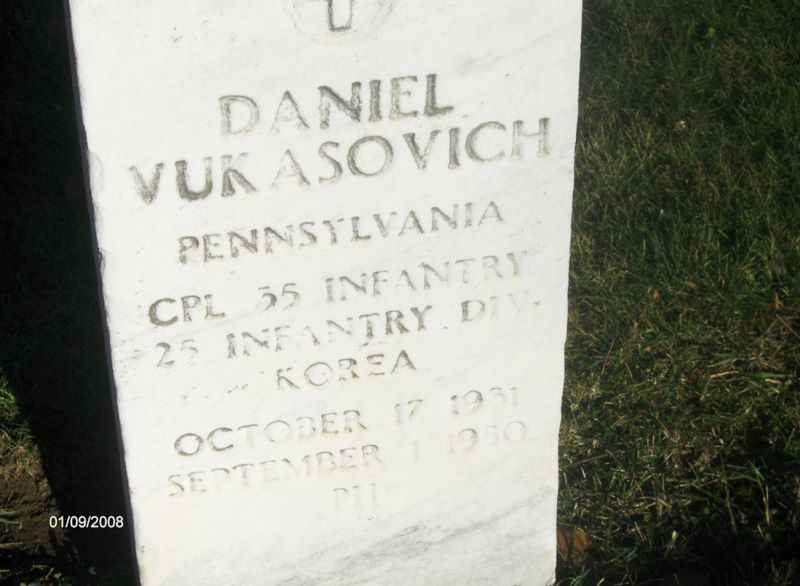 DANIEL
VUKASOVICH
PENNSYLVANIA
CPL 35 INFANTRY
25 INFANTRY DIV
KOREA
OCTOBER 17 1931
SEPTEMBER 1 1950
PH
01/09/2008